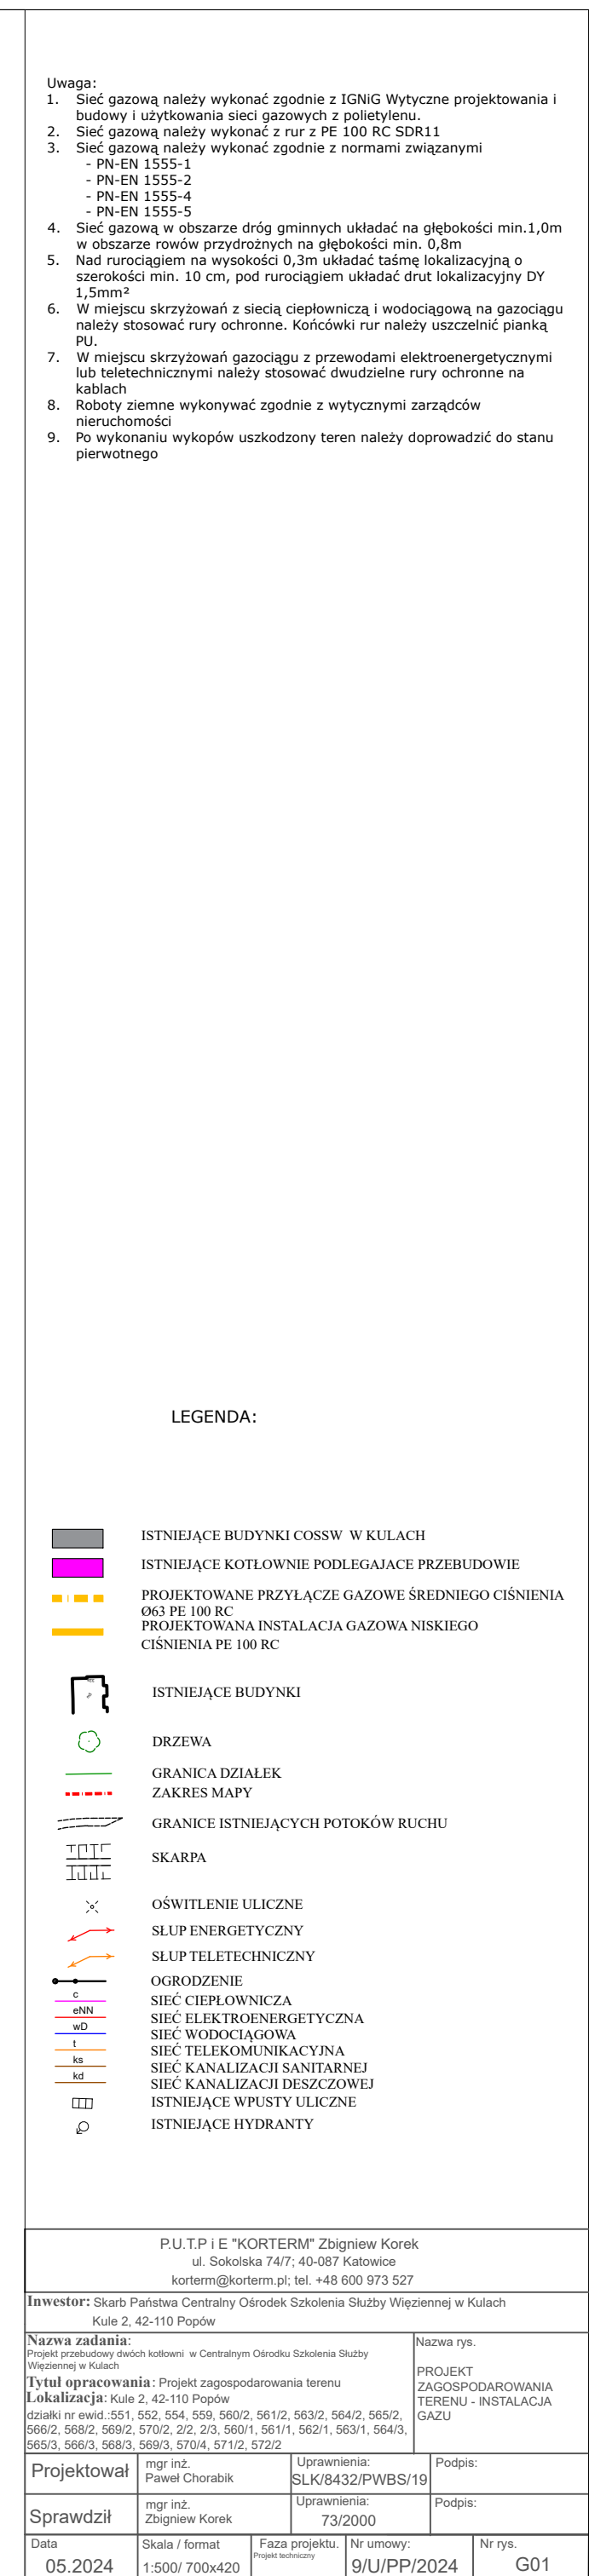 Uwaga:
1. Sieć gazową należy wykonać zgodnie z IGNiG Wytyczne projektowania i
budowy i użytkowania sieci gazowych z polietylenu.
2. Sieć gazową należy wykonać z rur z PE 100 RC SDR11
3. Sieć gazową należy wykonać zgodnie z normami związanymi
- PN-EN 1555-1
- PN-EN 1555-2
- PN-EN 1555-4
- PN-EN 1555-5
4. Sieć gazową w obszarze dróg gminnych układać na głębokości min.1,0m
w obszarze rowów przydrożnych na głębokości min. 0,8m
5. Nad rurociągiem na wysokości 0,3m układać taśmę lokalizacyjną o
szerokości min. 10 cm, pod rurociągiem układać drut lokalizacyjny DY
1,5mm²
6. W miejscu skrzyżowań z siecią ciepłowniczą i wodociągową na gazociągu
należy stosować rury ochronne. Końcówki rur należy uszczelnić pianką
PU.
7. W miejscu skrzyżowań gazociągu z przewodami elektroenergetycznymi
lub teletechnicznymi należy stosować dwudzielne rury ochronne na
kablach
8. Roboty ziemne wykonywać zgodnie z wytycznymi zarządców
nieruchomości
9. Po wykonaniu wykopów uszkodzony teren należy doprowadzić do stanu
pierwotnego
LEGENDA:
ISTNIEJĄCE BUDYNKI COSSW W KULACH
ISTNIEJĄCE KOTŁOWNIE PODLEGAJACE PRZEBUDOWIE
PROJEKTOWANE PRZYŁĄCZE GAZOWE ŚREDNIEGO CIŚNIENIA
Ø63 PE 100 RC
PROJEKTOWANA INSTALACJA GAZOWA NISKIEGO
CIŚNIENIA PE 100 RC
ISTNIEJĄCE BUDYNKI
DRZEWA
GRANICA DZIAŁEK
ZAKRES MAPY
GRANICE ISTNIEJĄCYCH POTOKÓW RUCHU
SKARPA
OŚWITLENIE ULICZNE
SŁUP ENERGETYCZNY
SŁUP TELETECHNICZNY
OGRODZENIE
c SIEĆ CIEPŁOWNICZA
eNN SIEĆ ELEKTROENERGETYCZNA
wD SIEĆ WODOCIĄGOWA
t SIEĆ TELEKOMUNIKACYJNA
ks SIEĆ KANALIZACJI SANITARNEJ
kd SIEĆ KANALIZACJI DESZCZOWEJ
ISTNIEJĄCE WPUSTY ULICZNE
ISTNIEJĄCE HYDRANTY
P.U.T.P i E "KORTERM" Zbigniew Korek
ul. Sokolska 74/7; 40-087 Katowice
korterm@korterm.pl; tel. +48 600 973 527
Inwestor: Skarb Państwa Centralny Ośrodek Szkolenia Służby Więziennej w Kulach
Kule 2, 42-110 Popów
Nazwa zadania:
Projekt przebudowy dwóch kotłowni w Centralnym Ośrodku Szkolenia Służby
Więziennej w Kulach
Tytuł opracowania: Projekt zagospodarowania terenu
Lokalizacja: Kule 2, 42-110 Popów
działki nr ewid.:551, 552, 554, 559, 560/2, 561/2, 563/2, 564/2, 565/2,
566/2, 568/2, 569/2, 570/2, 2/2, 2/3, 560/1, 561/1, 562/1, 563/1, 564/3,
565/3, 566/3, 568/3, 569/3, 570/4, 571/2, 572/2
Nazwa rys.
PROJEKT
ZAGOSPODAROWANIA
TERENU - INSTALACJA
GAZU
Projektował
mgr inż.
Paweł Chorabik
Uprawnienia:
SLK/8432/PWBS/19
Podpis:
Sprawdził
mgr inż.
Zbigniew Korek
Uprawnienia:
73/2000
Podpis:
Data
05.2024
Skala / format
1:500/ 700x420
Faza projektu.
Projekt techniczny
Nr umowy:
9/U/PP/2024
Nr rys.
G01